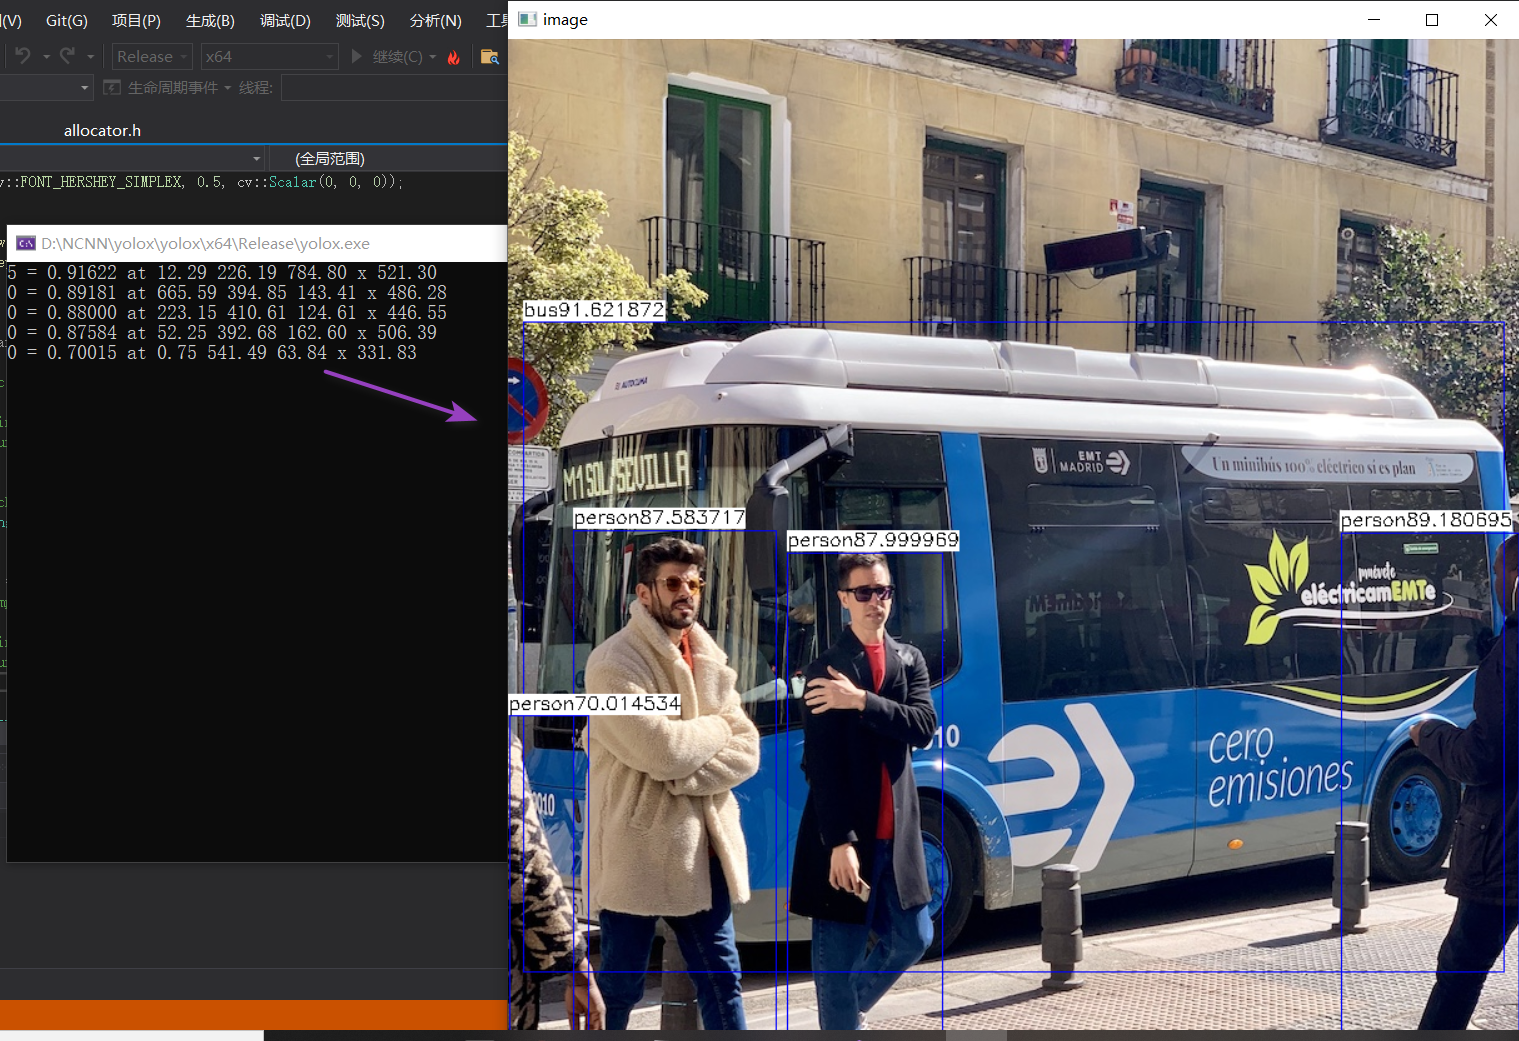 (V) Git(G) 项目(P) 生成(B) 调试(D) 测试(S) 分析(N) 工具
Release x64 继续(C)
生命周期事件 线程:
allocator.h
(全局范围)
v::FONT_HERSHEY_SIMPLEX, 0.5, cv::Scalar(0, 0, 0));
D:\NCNN\yolox\yolox\x64\Release\yolox.exe
5 = 0.91622 at 12.29 226.19 784.80 x 521.30
0 = 0.89181 at 665.59 394.85 143.41 x 486.28
0 = 0.88000 at 223.15 410.61 124.61 x 446.55
0 = 0.87584 at 52.25 392.68 162.60 x 506.39
0 = 0.70015 at 0.75 541.49 63.84 x 331.83
image
bus91.621872
AUTOCUMA
EMT
MADRID
Un minibús 100% eléctrico sí es plan
M1 SOL/SEVILLA
person87.583717
person87.999969
person89.180695
muévete
eléctricamEMTe
person70.014534
010
cero
emisiones
0010